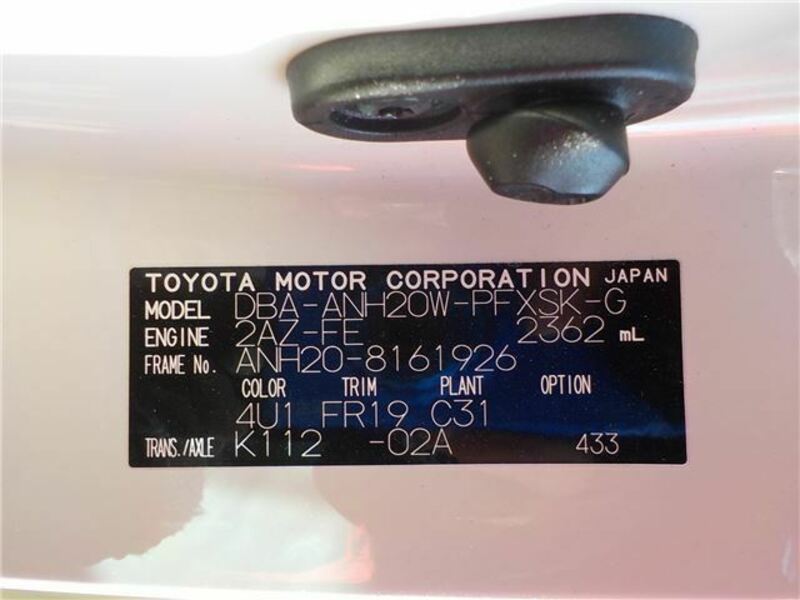 TOYOTA MOTOR CORPORATION JAPAN
MODEL DBA-ANH20W-PFXSK-G
ENGINE 2AZ-FE 2362 mL
FRAME No. ANH20-8161926
COLOR TRIM PLANT OPTION
4U1 FR19 C31
TRANS./AXLE K112 -02A 433